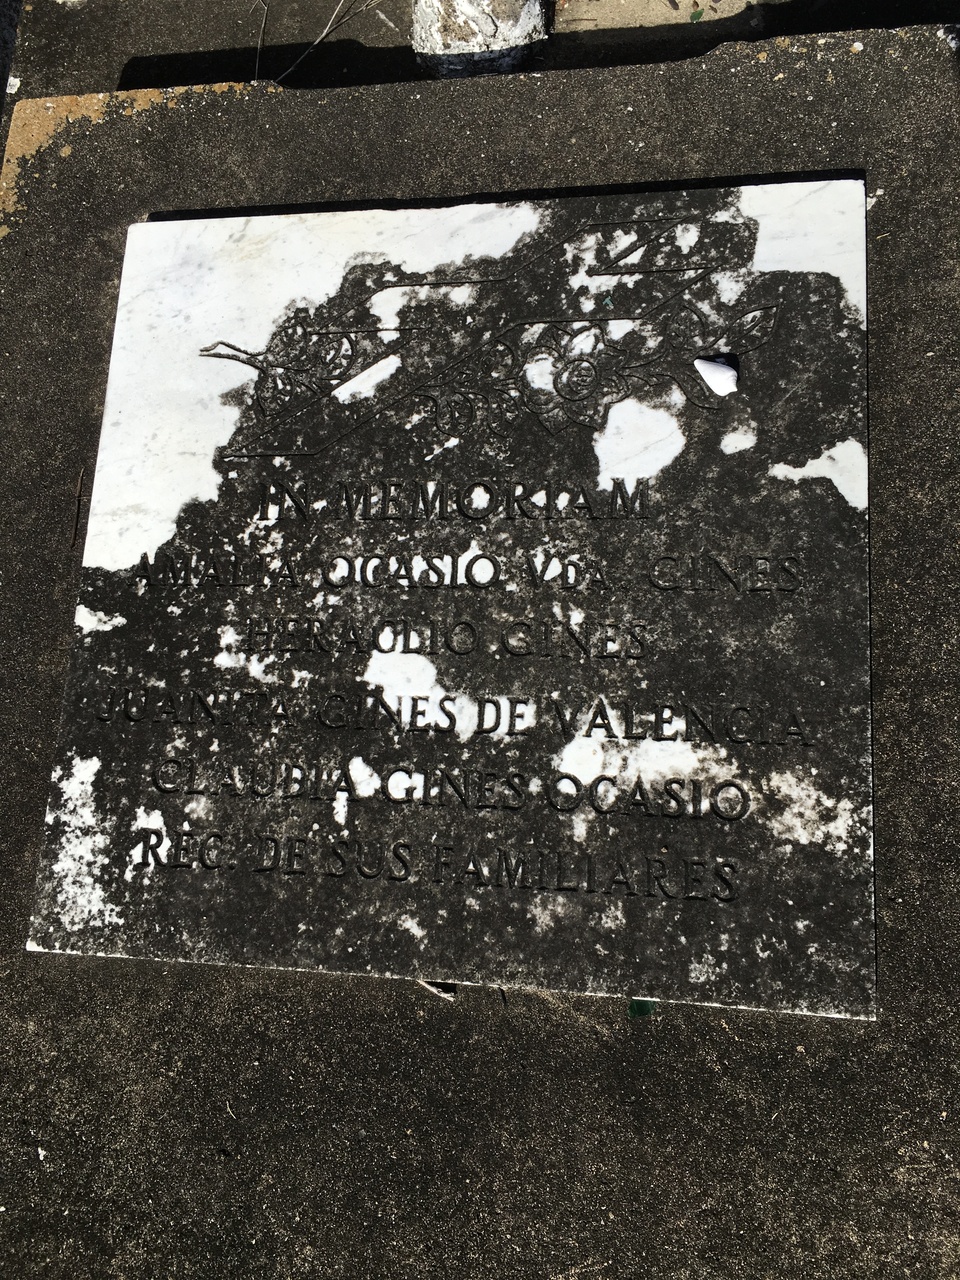 IN MEMORIAM
AMALIA OCASIO VDA. GINES
HERACLIO GINES
JUANITA GINES DE VALENCIA
CLAUDIA GINES OCASIO
REC. DE SUS FAMILIARES